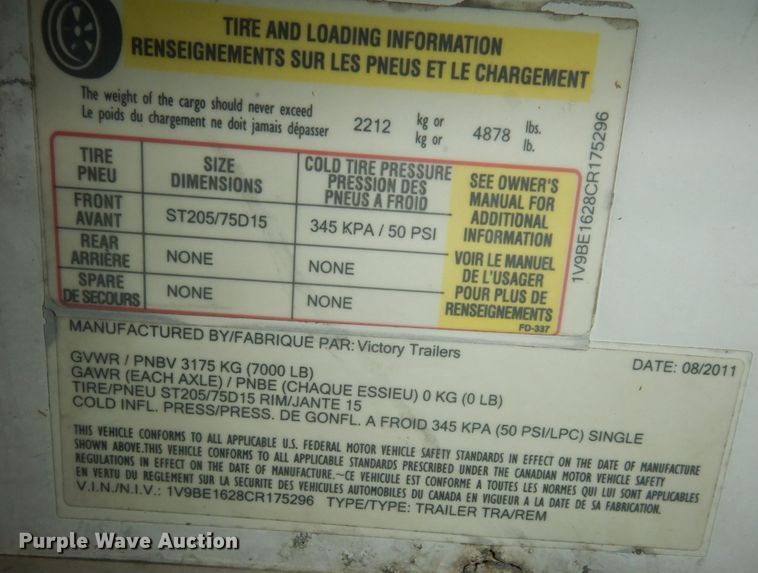 TIRE AND LOADING INFORMATION
RENSEIGNEMENTS SUR LES PNEUS ET LE CHARGEMENT
The weight of the cargo should never exceed
Le poids du chargement ne doit jamais dépasser
2212 kg or 4878 lbs.
kg or lb.
TIRE
PNEU
SIZE
DIMENSIONS
COLD TIRE PRESSURE
PRESSION DES
PNEUS A FROID
SEE OWNER'S
MANUAL FOR
ADDITIONAL
INFORMATION
VOIR LE MANUEL
DE L'USAGER
POUR PLUS DE
RENSEIGNEMENTS
FRONT
AVANT
ST205/75D15
345 KPA / 50 PSI
REAR
ARRIÈRE
NONE
NONE
SPARE
DE SECOURS
NONE
NONE
FD-337
1V9BE1628CR175296
MANUFACTURED BY/FABRIQUE PAR: Victory Trailers
DATE: 08/2011
GVWR / PNBV 3175 KG (7000 LB)
GAWR (EACH AXLE) / PNBE (CHAQUE ESSIEU) 0 KG (0 LB)
TIRE/PNEU ST205/75D15 RIM/JANTE 15
COLD INFL. PRESS/PRESS. DE GONFL. A FROID 345 KPA (50 PSI/LPC) SINGLE
THIS VEHICLE CONFORMS TO ALL APPLICABLE U.S. FEDERAL MOTOR VEHICLE SAFETY STANDARDS IN EFFECT ON THE DATE OF MANUFACTURE
SHOWN ABOVE.THIS VEHICLE CONFORMS TO ALL APPLICABLE STANDARDS PRESCRIBED UNDER THE CANADIAN MOTOR VEHICLE SAFETY
REGULATIONS IN EFFECT ON THE DATE OF MANUFACTURE.~CE VEHICULE EST CONFORME A TOUTES LES NORMES QUI LUI SONT APPLICABLES
EN VERTU DU REGLEMENT SUR LA SECURITE DES VEHICULES AUTOMOBILES DU CANADA EN VIGUEUR A LA DATE DE SA FABRICATION.
V.I.N./N.I.V.: 1V9BE1628CR175296 TYPE/TYPE: TRAILER TRA/REM
Purple Wave Auction